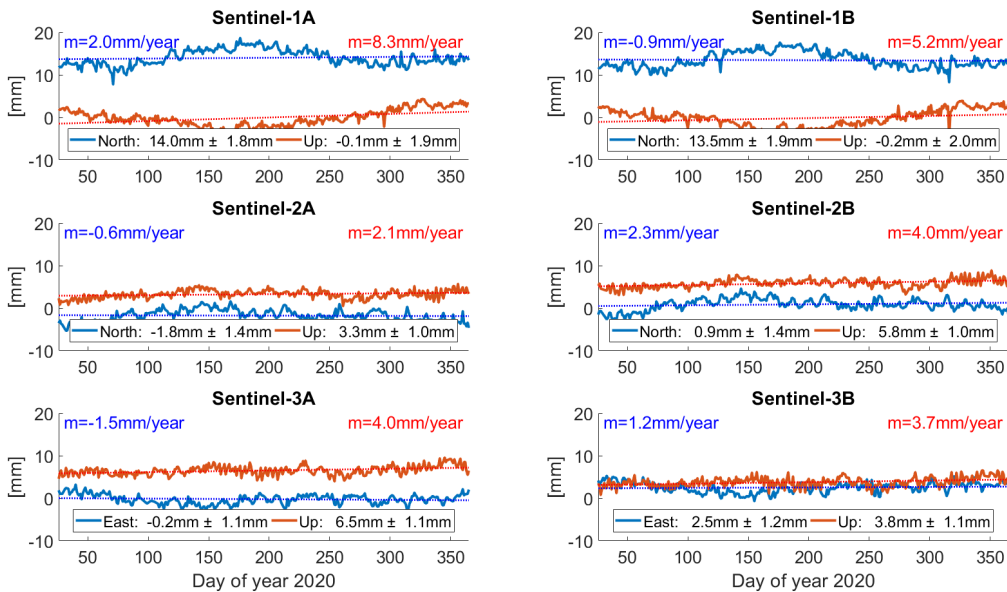 Sentinel-1A
m=2.0mm/year
m=8.3mm/year
20
10
0
-10
[mm]
North: 14.0mm ± 1.8mm Up: -0.1mm ± 1.9mm
50 100 150 200 250 300 350
Sentinel-1B
m=-0.9mm/year
m=5.2mm/year
20
10
0
-10
[mm]
North: 13.5mm ± 1.9mm Up: -0.2mm ± 2.0mm
50 100 150 200 250 300 350
Sentinel-2A
m=-0.6mm/year
m=2.1mm/year
20
10
0
-10
[mm]
North: -1.8mm ± 1.4mm Up: 3.3mm ± 1.0mm
50 100 150 200 250 300 350
Sentinel-2B
m=2.3mm/year
m=4.0mm/year
20
10
0
-10
[mm]
North: 0.9mm ± 1.4mm Up: 5.8mm ± 1.0mm
50 100 150 200 250 300 350
Sentinel-3A
m=-1.5mm/year
m=4.0mm/year
20
10
0
-10
[mm]
East: -0.2mm ± 1.1mm Up: 6.5mm ± 1.1mm
50 100 150 200 250 300 350
Day of year 2020
Sentinel-3B
m=1.2mm/year
m=3.7mm/year
20
10
0
-10
[mm]
East: 2.5mm ± 1.2mm Up: 3.8mm ± 1.1mm
50 100 150 200 250 300 350
Day of year 2020